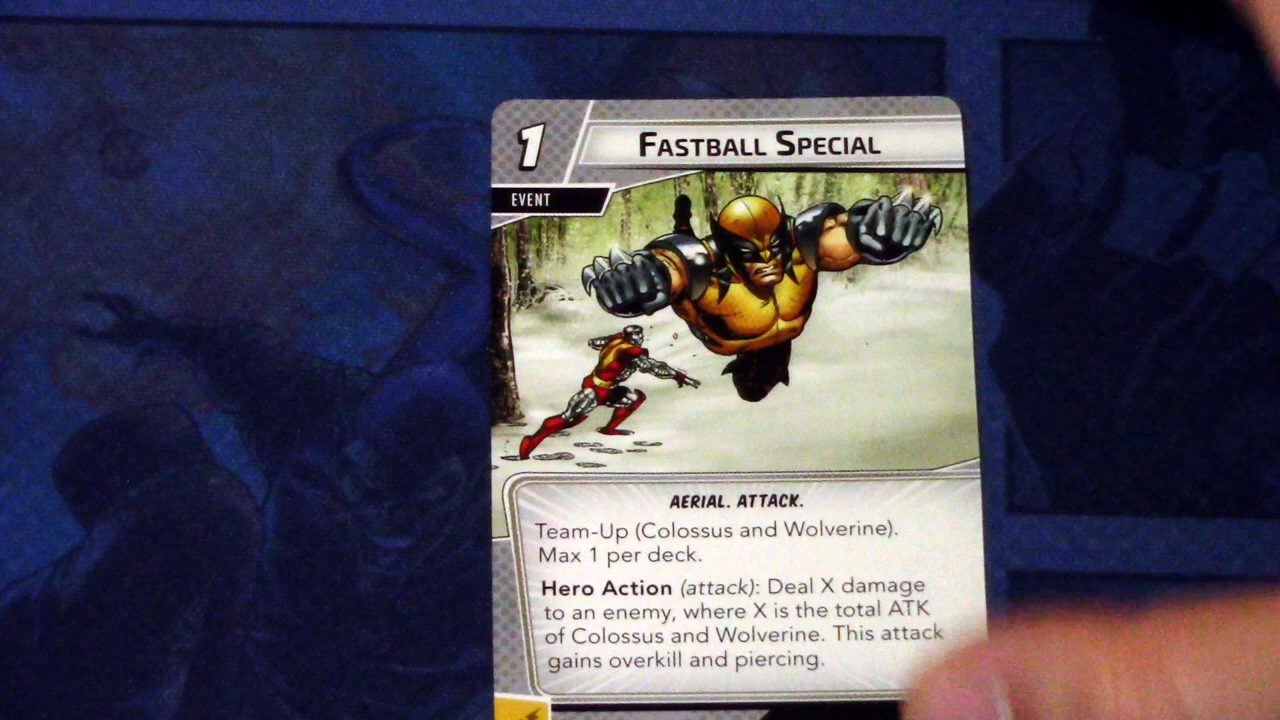 1
FASTBALL SPECIAL
EVENT
AERIAL. ATTACK.
Team-Up (Colossus and Wolverine).
Max 1 per deck.
Hero Action (attack): Deal X damage
to an enemy, where X is the total ATK
of Colossus and Wolverine. This attack
gains overkill and piercing.